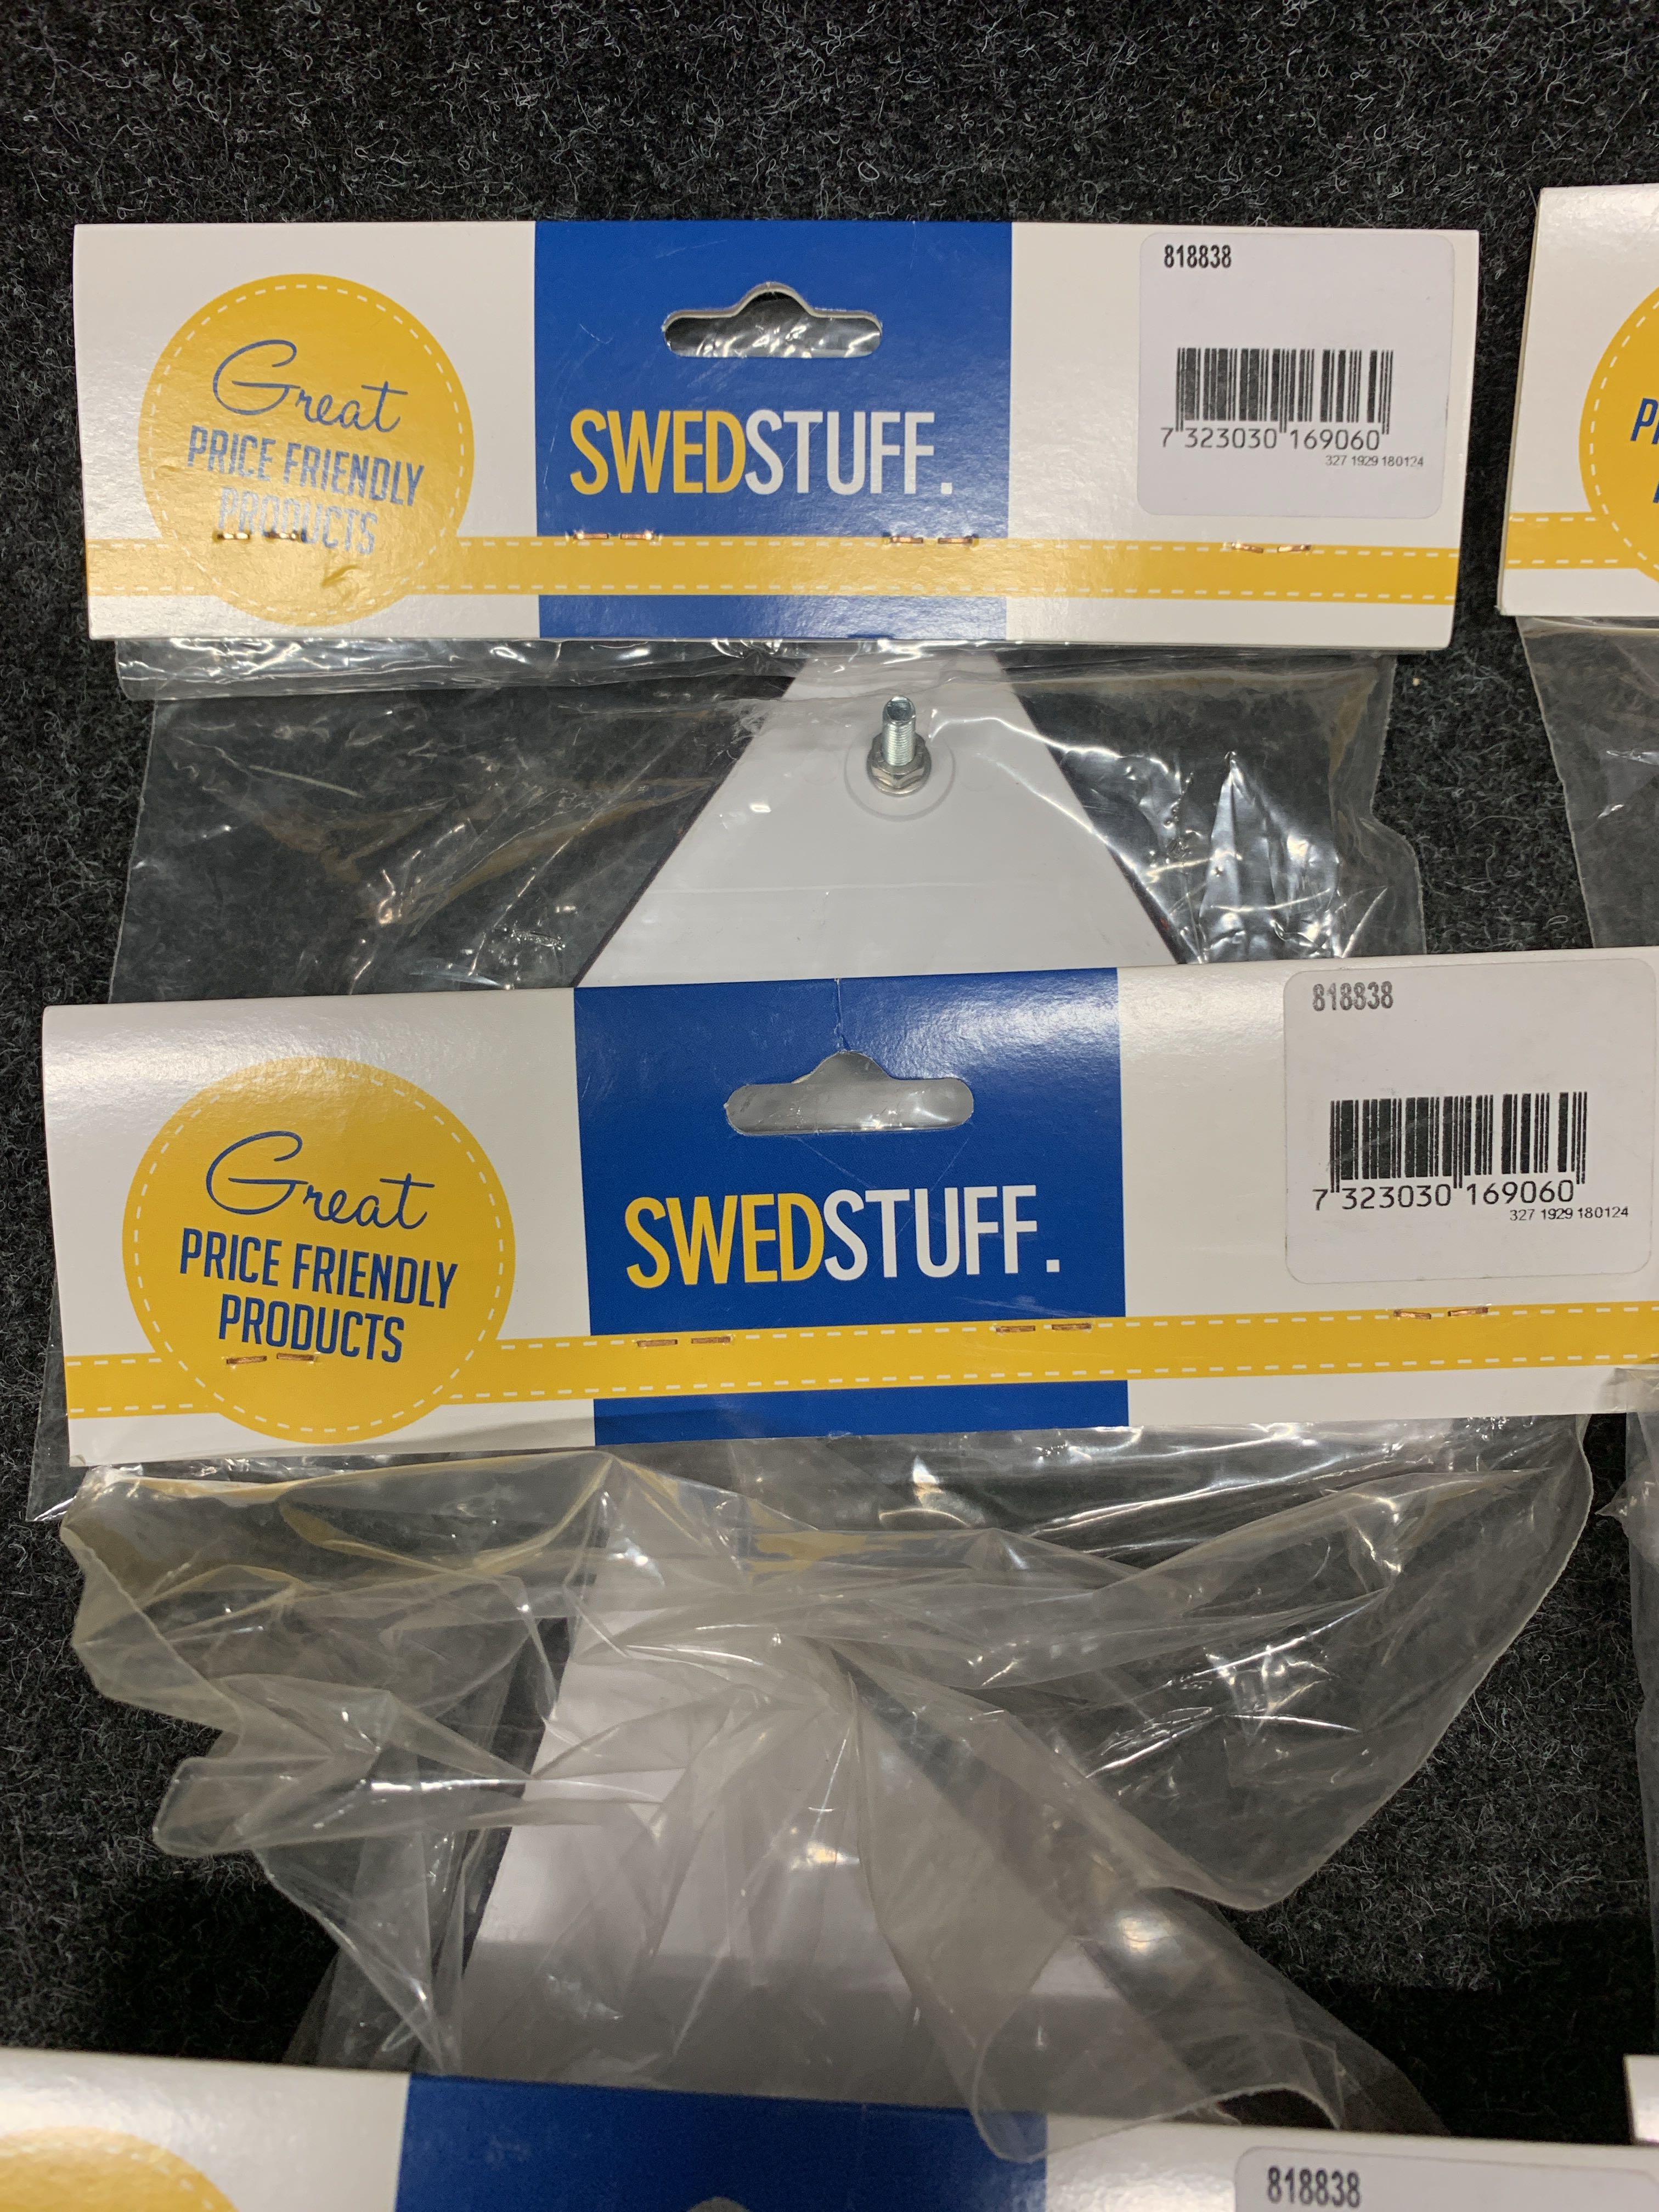 818838
Great
PRICE FRIENDLY
PRODUCTS
SWEDSTUFF.
7 323030 169060
327 1929 180124
818838
Great
PRICE FRIENDLY
PRODUCTS
SWEDSTUFF.
7 323030 169060
327 1929 180124
818838